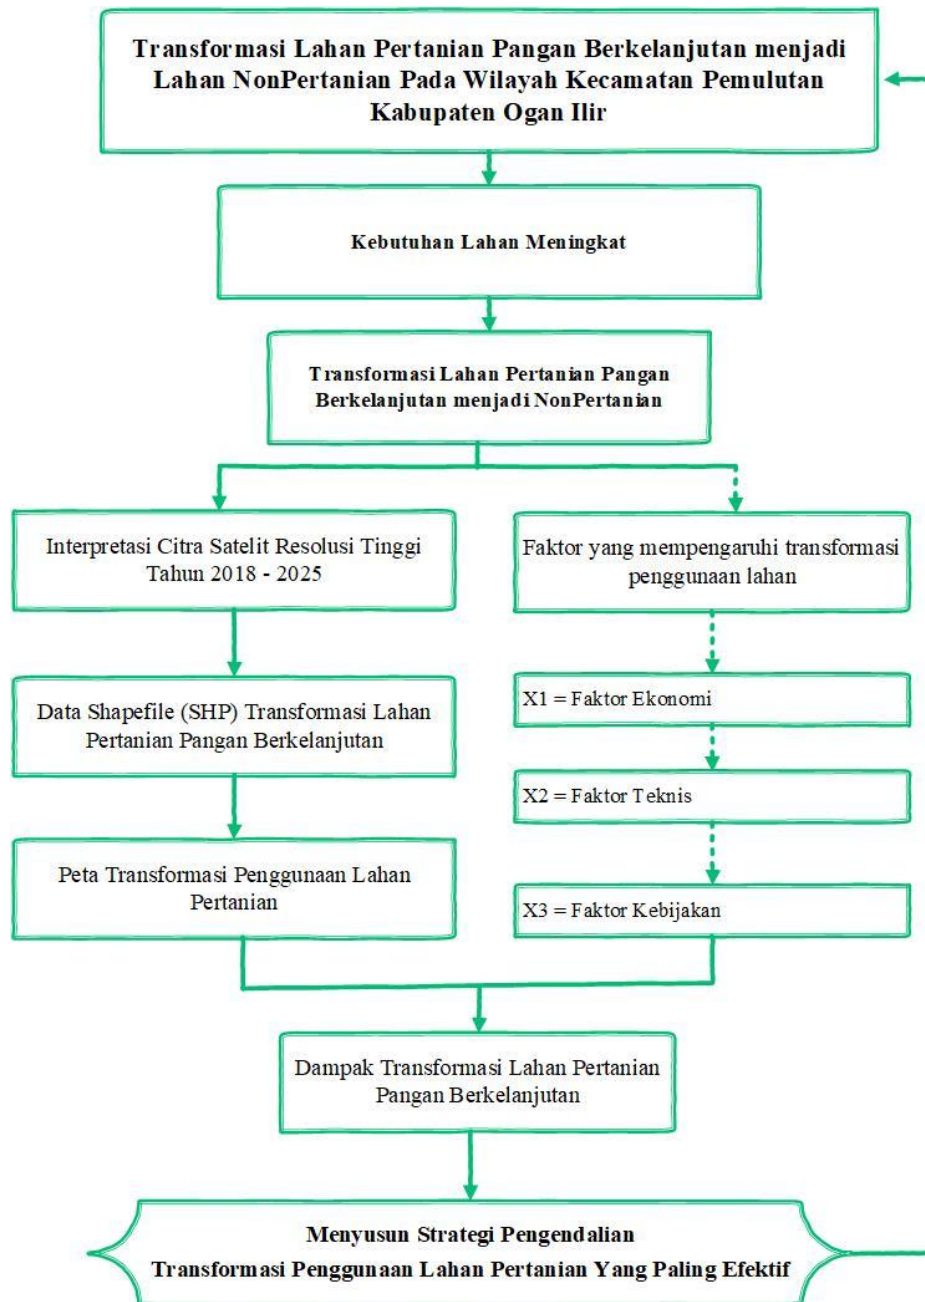 Transformasi Lahan Pertanian Pangan Berkelanjutan menjadi
Lahan NonPertanian Pada Wilayah Kecamatan Pemulutan
Kabupaten Ogan Ilir
Kebutuhan Lahan Meningkat
Transformasi Lahan Pertanian Pangan
Berkelanjutan menjadi NonPertanian
Interpretasi Citra Satelit Resolusi Tinggi
Tahun 2018 - 2025
Data Shapefile (SHP) Transformasi Lahan
Pertanian Pangan Berkelanjutan
Peta Transformasi Penggunaan Lahan
Pertanian
Faktor yang mempengaruhi transformasi
penggunaan lahan
X1 = Faktor Ekonomi
X2 = Faktor Teknis
X3 = Faktor Kebijakan
Dampak Transformasi Lahan Pertanian
Pangan Berkelanjutan
Menyusun Strategi Pengendalian
Transformasi Penggunaan Lahan Pertanian Yang Paling Efektif